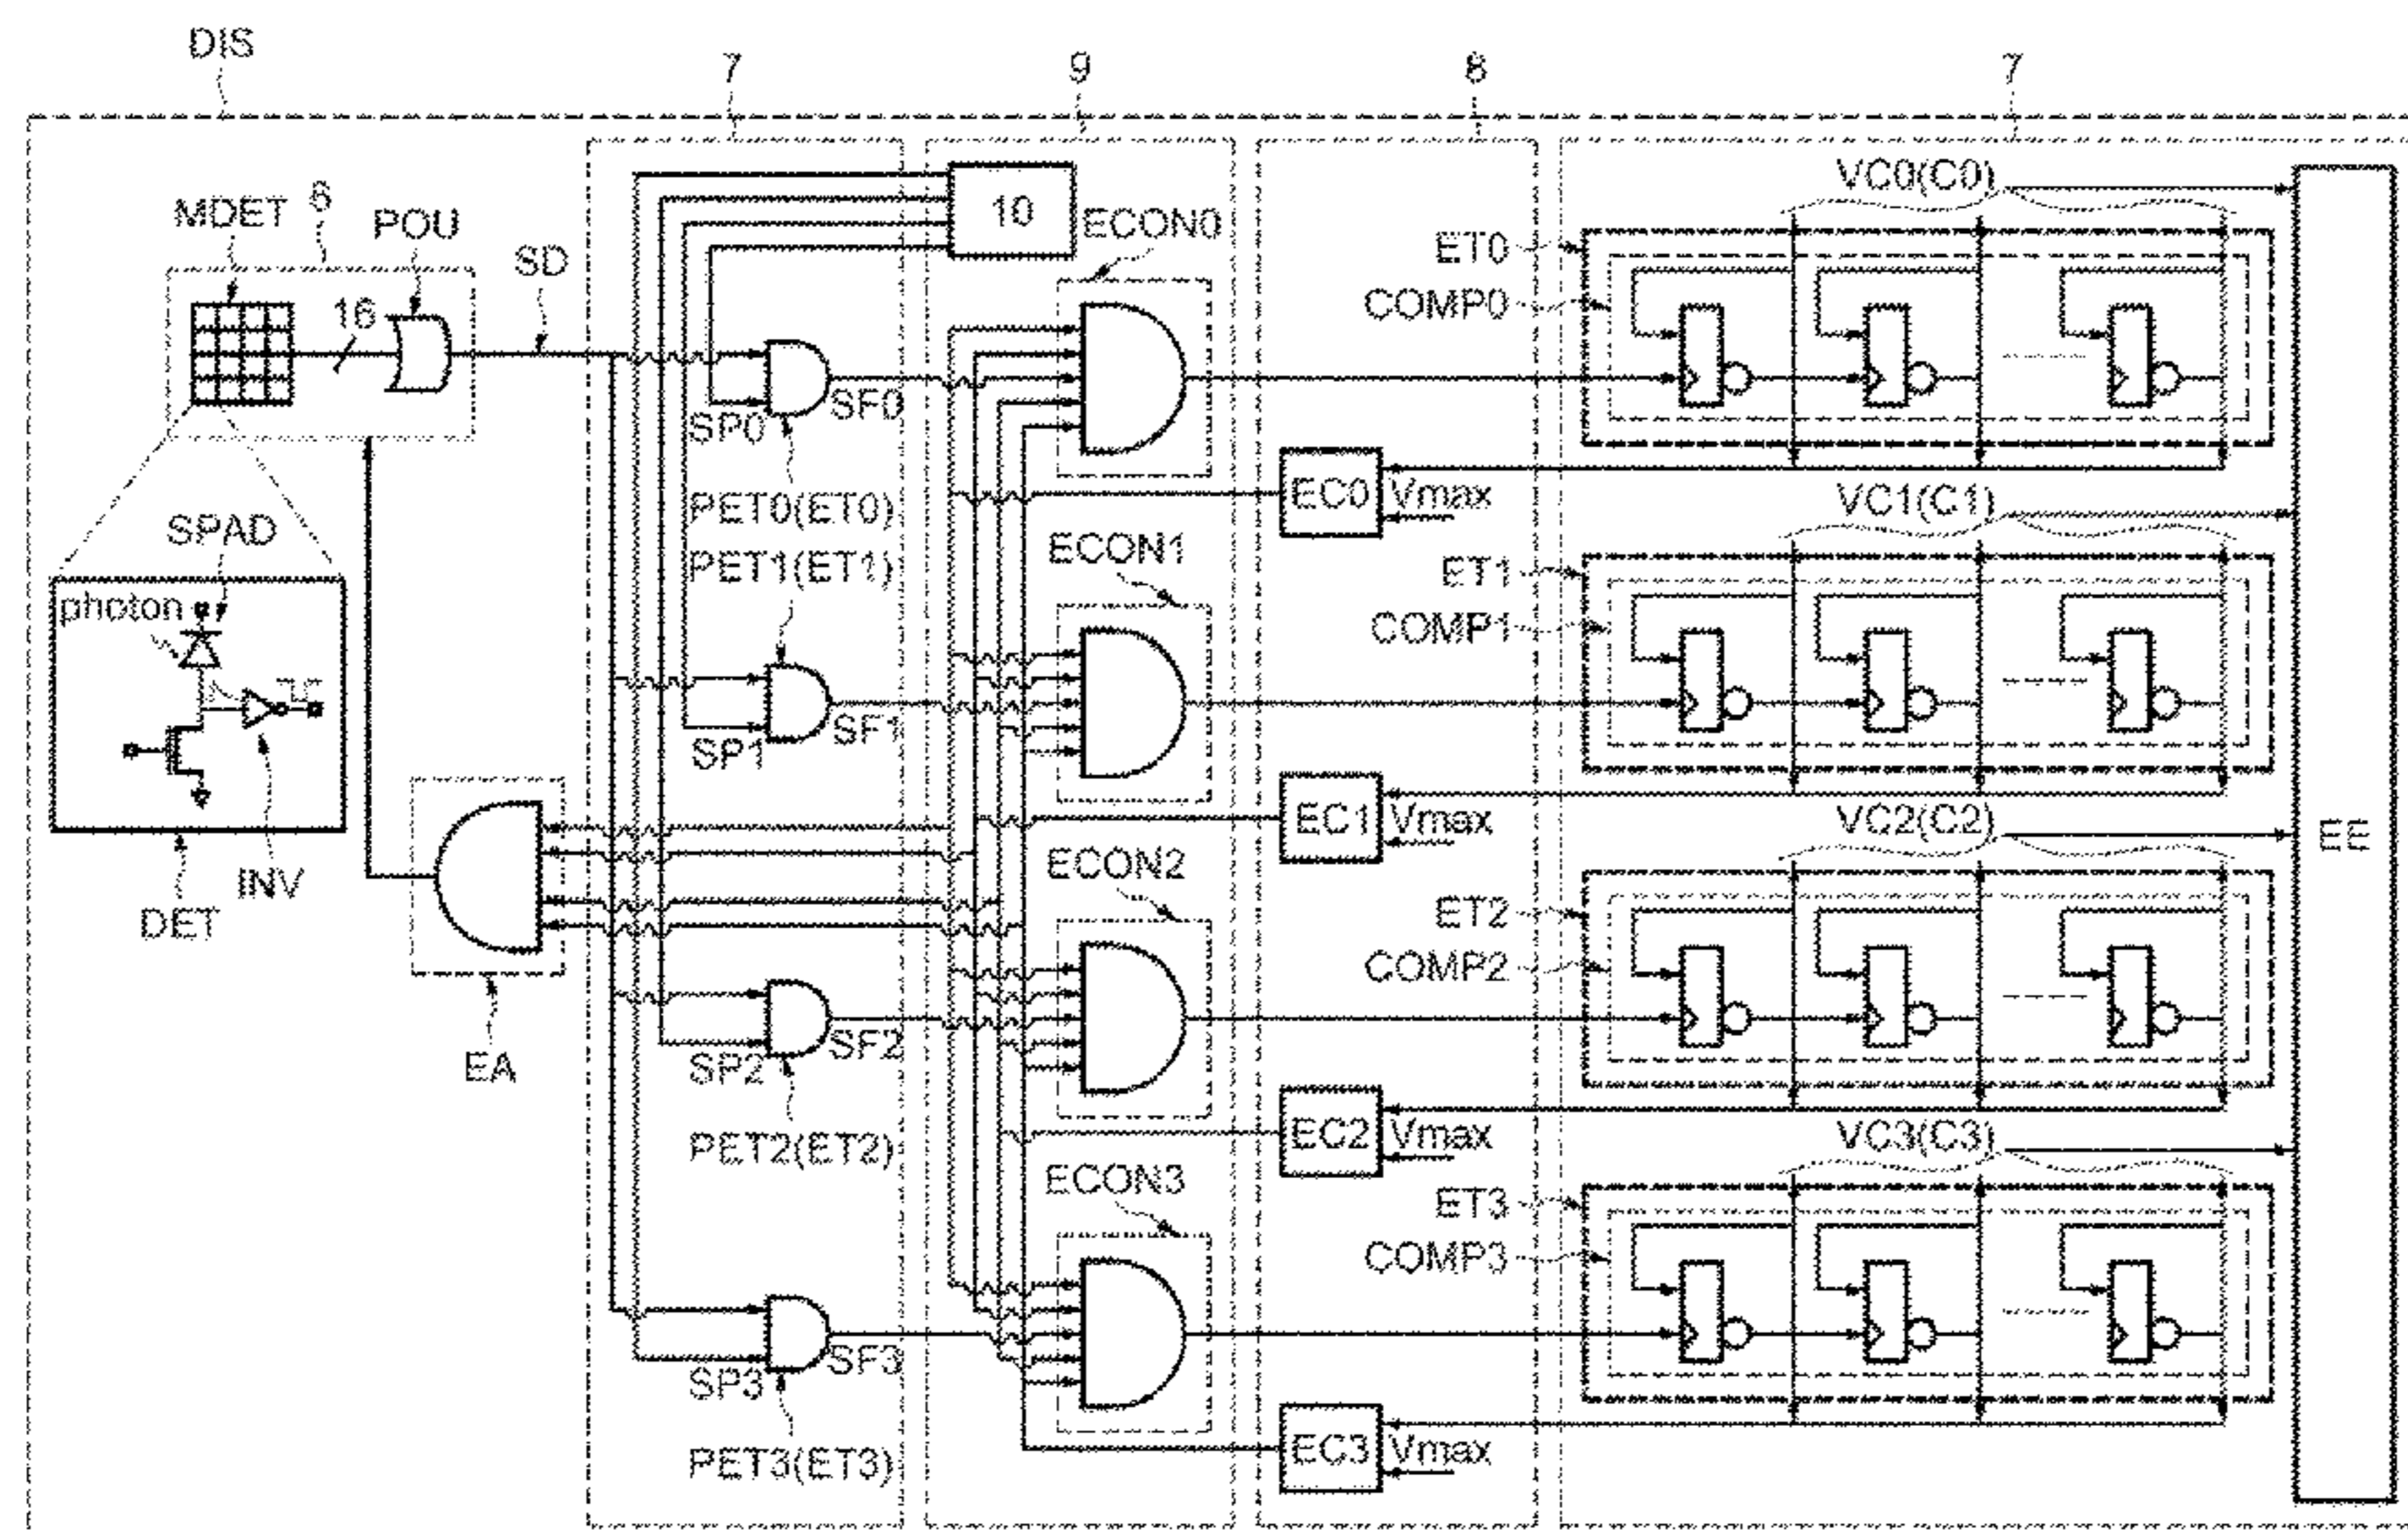 DIS
7
9
8
7
MDET
6
POU
SD
16
10
ECON0
VC0(C0)
ET0
COMP0
SP0
SF0
PET0(ET0)
EC0
Vmax
VC1(C1)
SPAD
photon
PET1(ET1)
ECON1
ET1
COMP1
SP1
SF1
EC1
Vmax
VC2(C2)
EE
INV
DET
ECON2
ET2
COMP2
EA
SP2
SF2
PET2(ET2)
EC2
Vmax
VC3(C3)
ECON3
ET3
COMP3
SP3
SF3
PET3(ET3)
EC3
Vmax